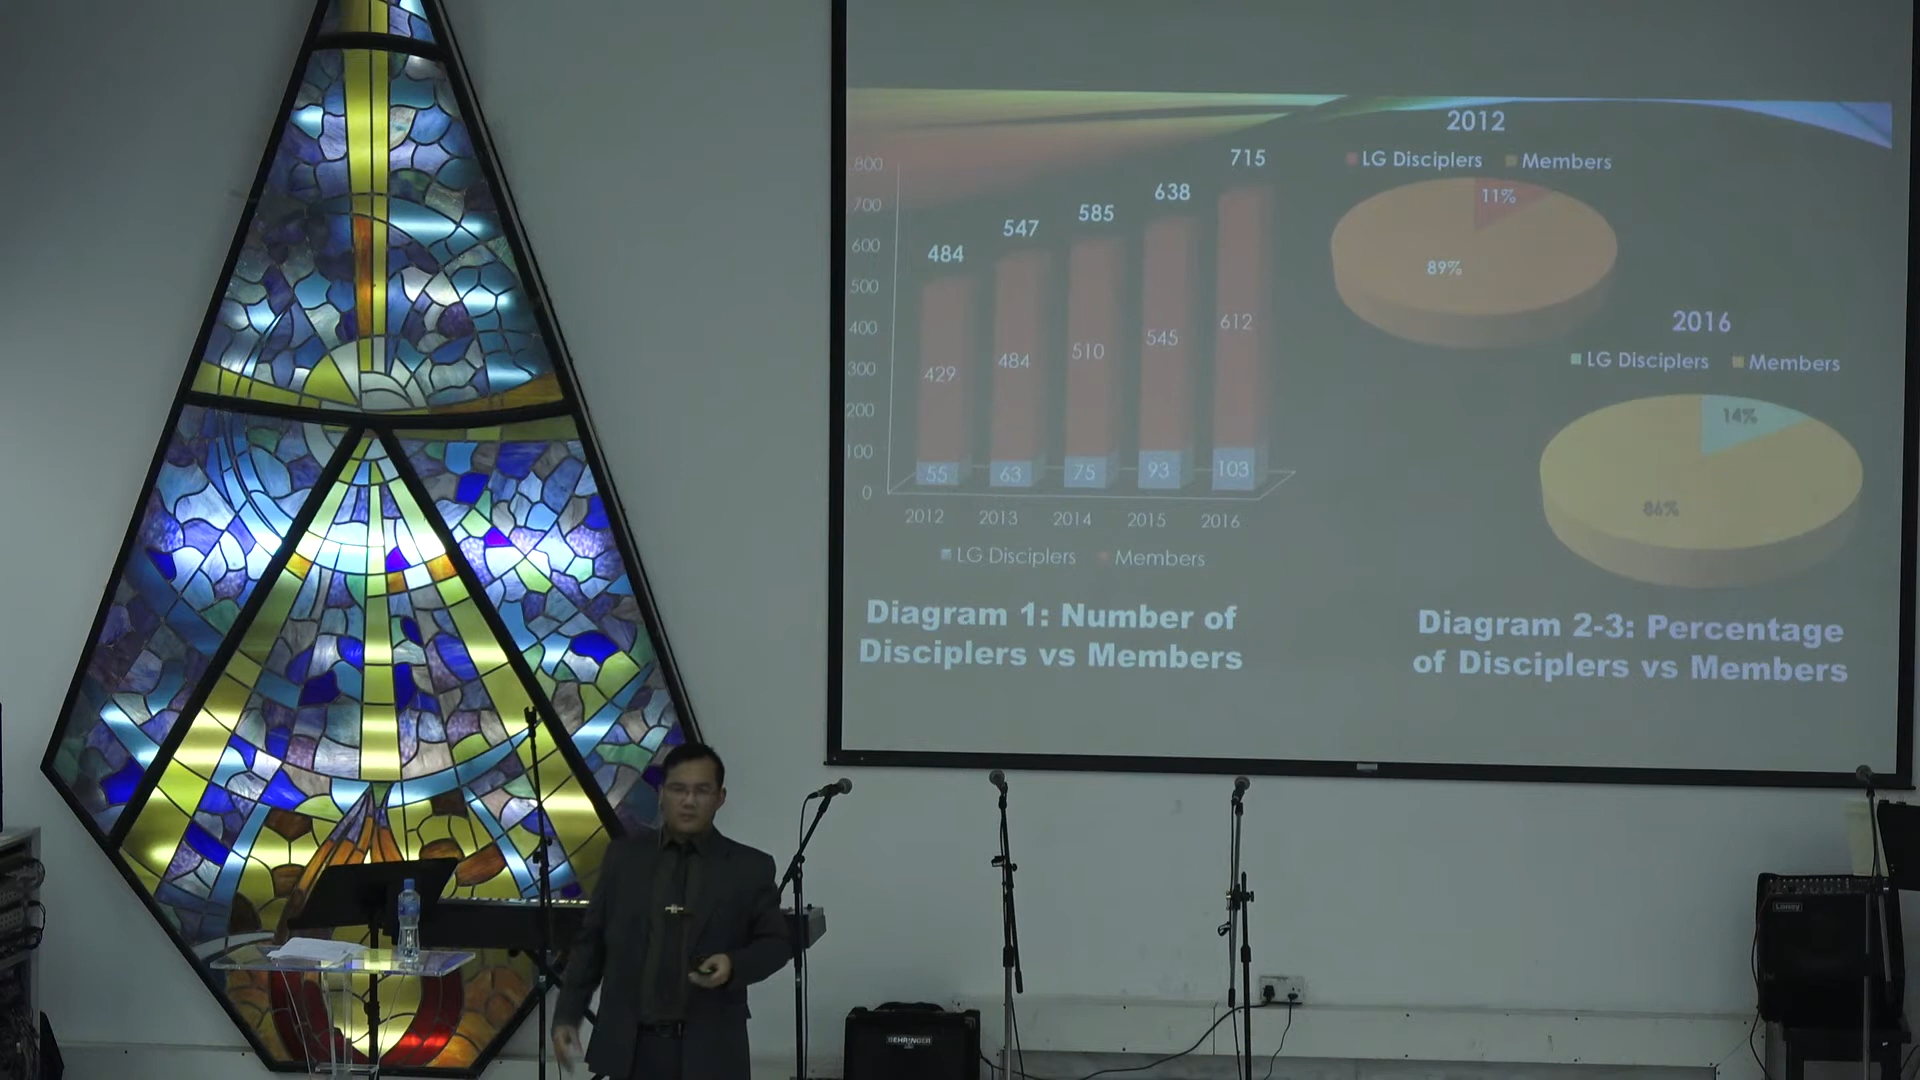 800
700
600
500
400
300
200
100
0
484
547
585
638
715
429
484
510
545
612
55
63
75
93
103
2012
2013
2014
2015
2016
LG Disciplers
Members
Diagram 1: Number of
Disciplers vs Members
2012
LG Disciplers
Members
11%
89%
2016
LG Disciplers
Members
14%
86%
Diagram 2-3: Percentage
of Disciplers vs Members
BEHRINGER
Laney